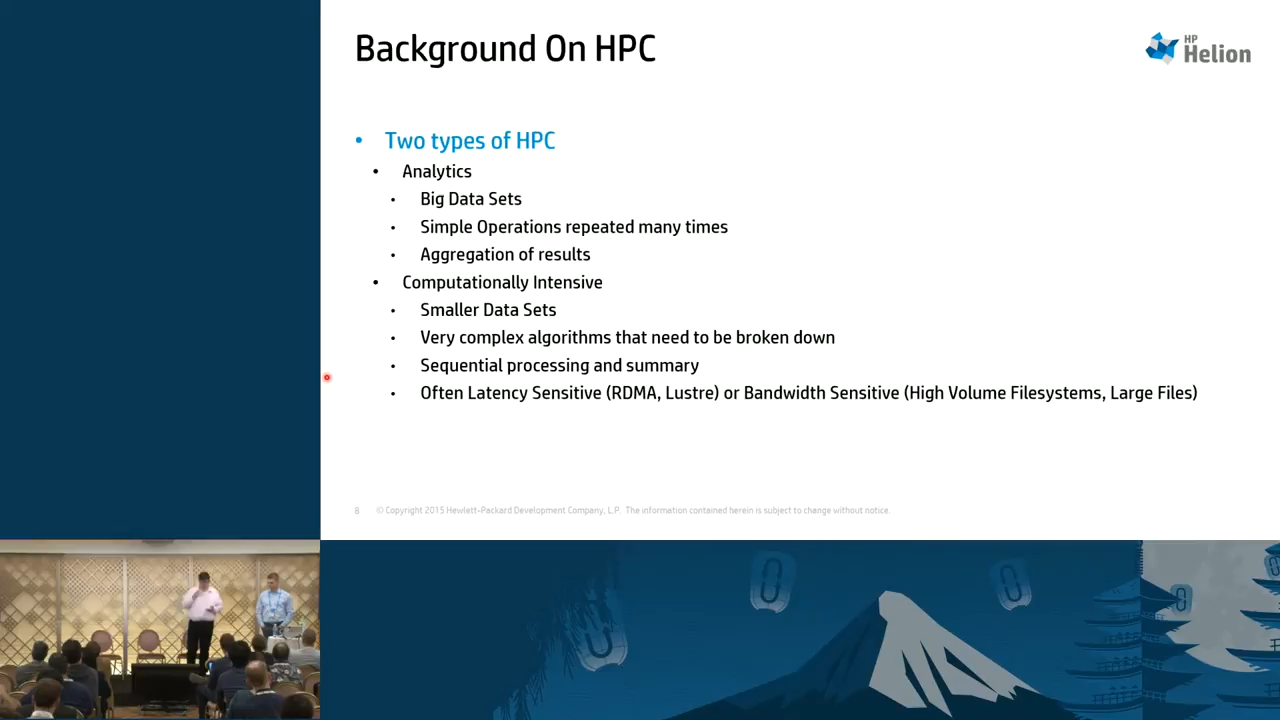 Background On HPC
HP
Helion
• Two types of HPC
• Analytics
• Big Data Sets
• Simple Operations repeated many times
• Aggregation of results
• Computationally Intensive
• Smaller Data Sets
• Very complex algorithms that need to be broken down
• Sequential processing and summary
• Often Latency Sensitive (RDMA, Lustre) or Bandwidth Sensitive (High Volume Filesystems, Large Files)
8 © Copyright 2015 Hewlett-Packard Development Company, L.P. The information contained herein is subject to change without notice.